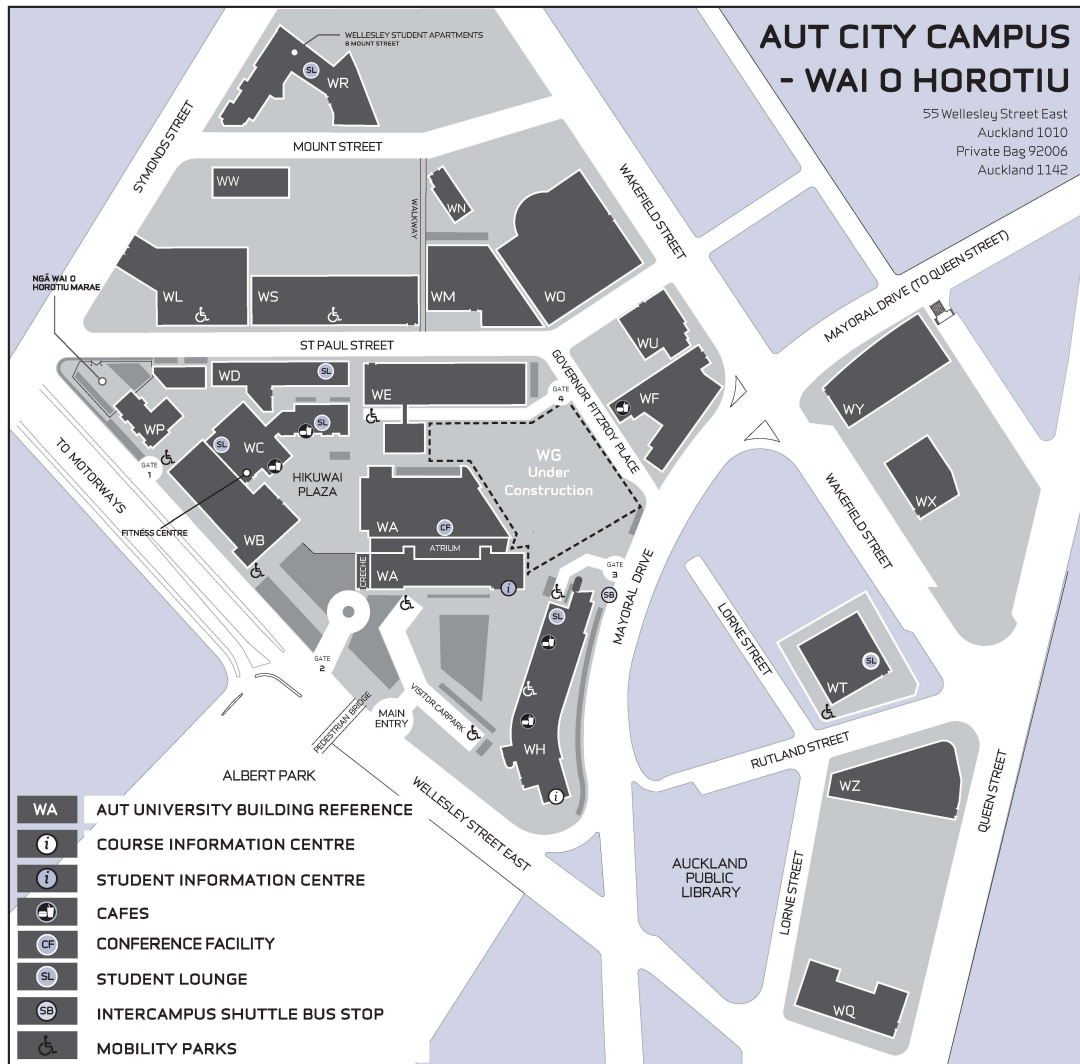 AUT CITY CAMPUS
- WAI O HOROTIU
55 Wellesley Street East
Auckland 1010
Private Bag 92006
Auckland 1142
WELLESLEY STUDENT APARTMENTS
8 MOUNT STREET
SL
WR
SYMONDS STREET
MOUNT STREET
WW
WALKWAY
WN
WAKEFIELD STREET
NGĀ WAI O
HOROTIU MARAE
WL
WS
WM
WO
MAYORAL DRIVE (TO QUEEN STREET)
ST PAUL STREET
WU
GOVERNOR FITZROY PLACE
WD
SL
WE
GATE
4
WF
WY
WP
SL
WC
SL
GATE
1
TO MOTORWAYS
HIKUWAI
PLAZA
WG
Under
Construction
WX
FITNESS CENTRE
WB
WA
CF
ATRIUM
CRECHE
WA
i
GATE
3
SB
MAYORAL DRIVE
WAKEFIELD STREET
SL
LORNE STREET
WT
SL
GATE
2
PEDESTRIAN BRIDGE
MAIN
ENTRY
VISITOR CARPARK
WH
i
RUTLAND STREET
ALBERT PARK
WELLESLEY STREET EAST
WZ
QUEEN STREET
AUCKLAND
PUBLIC
LIBRARY
LORNE STREET
WQ
WA AUT UNIVERSITY BUILDING REFERENCE
i COURSE INFORMATION CENTRE
i STUDENT INFORMATION CENTRE
CAFES
CF CONFERENCE FACILITY
SL STUDENT LOUNGE
SB INTERCAMPUS SHUTTLE BUS STOP
MOBILITY PARKS